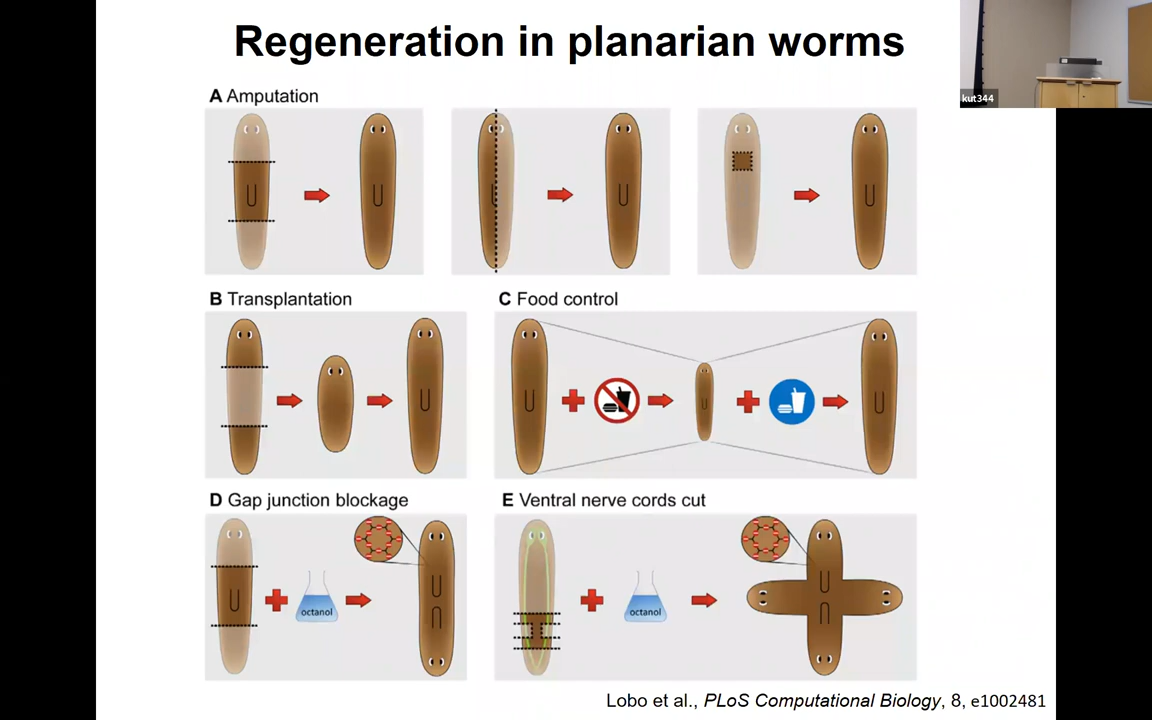 Regeneration in planarian worms
kut344
A Amputation
B Transplantation
C Food control
D Gap junction blockage
octanol
E Ventral nerve cords cut
octanol
Lobo et al., PLoS Computational Biology, 8, e1002481